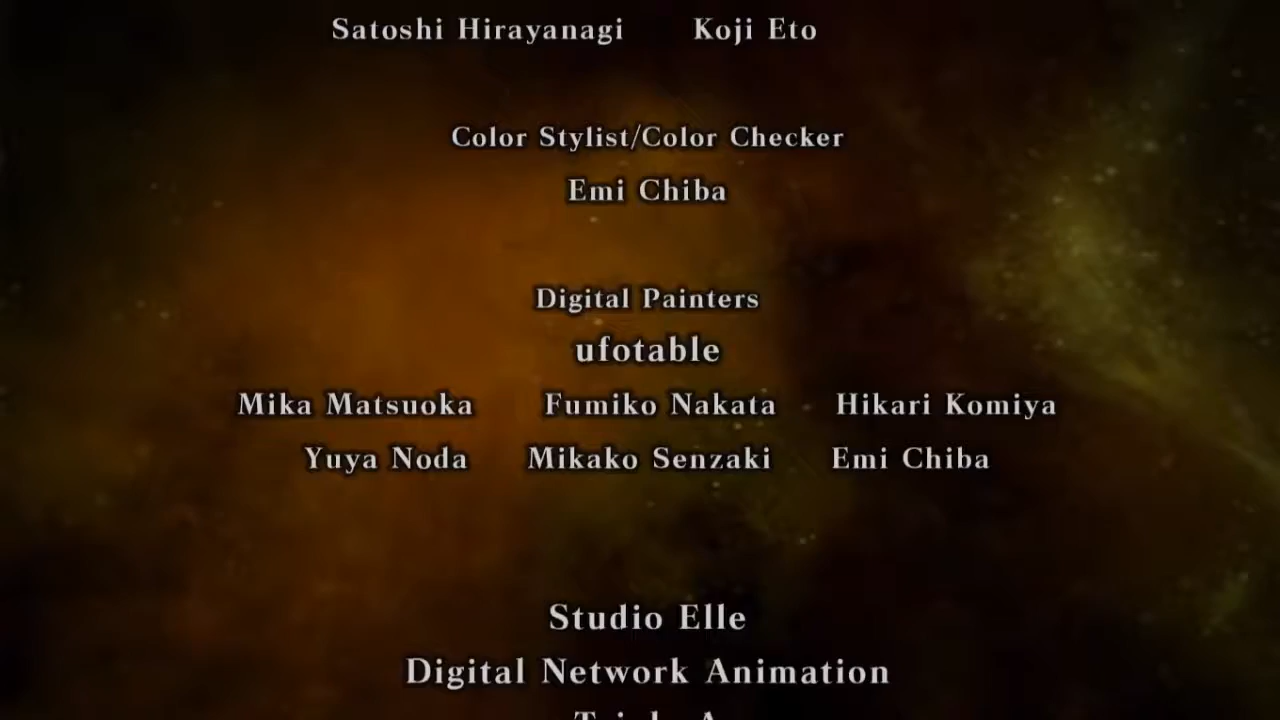 Satoshi Hirayanagi Koji Eto
Color Stylist/Color Checker
Emi Chiba
Digital Painters
ufotable
Mika Matsuoka Fumiko Nakata Hikari Komiya
Yuya Noda Mikako Senzaki Emi Chiba
Studio Elle
Digital Network Animation